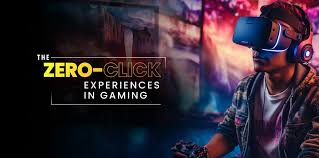 THE
ZERO-CLICK
EXPERIENCES
IN GAMING